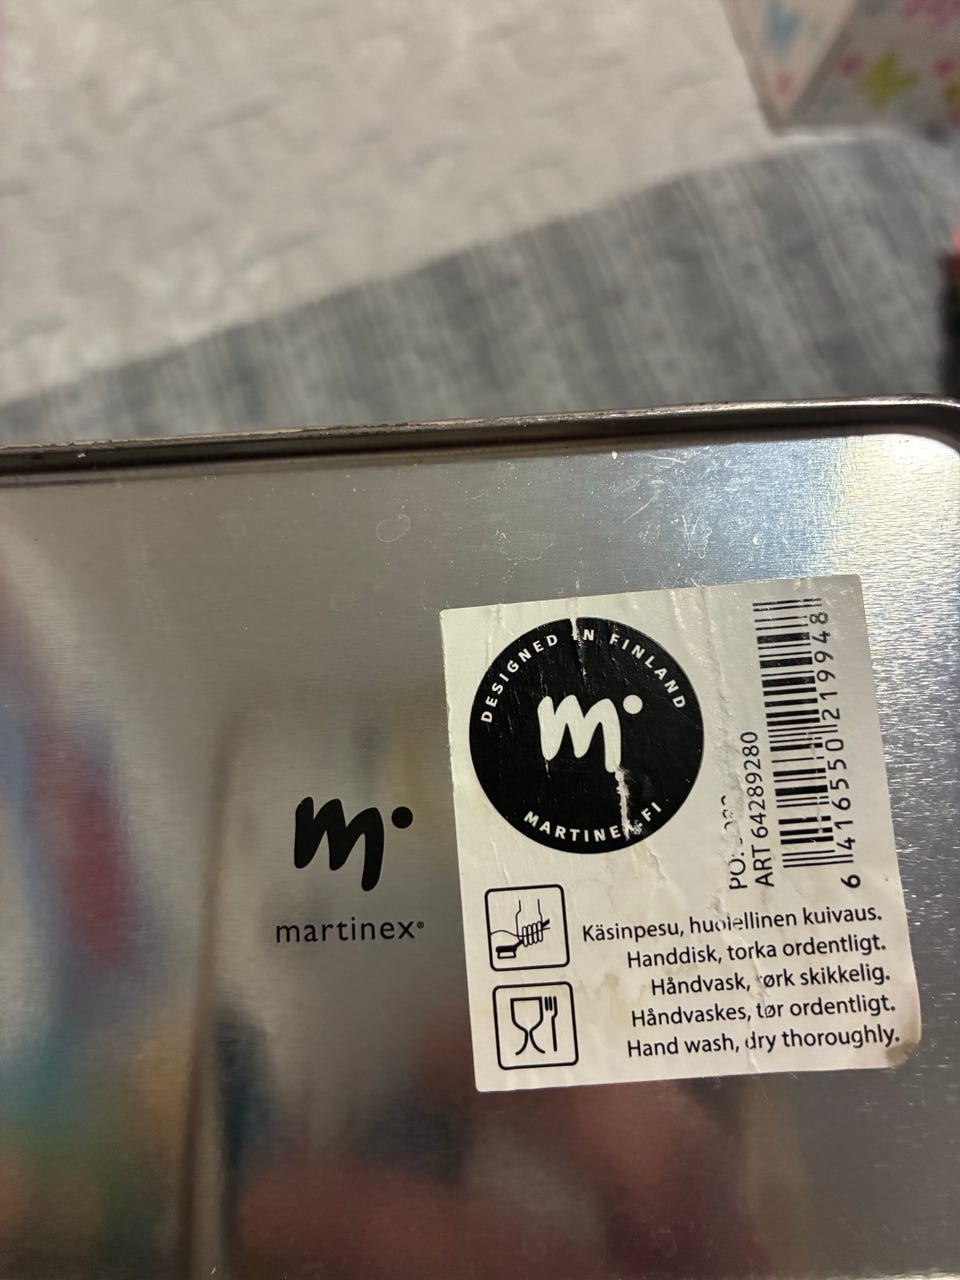 DESIGNED IN FINLAND
m
MARTINEX.FI
PO:
ART 64289280
6 416550 219948
m
martinex®
Käsinpesu, huolellinen kuivaus.
Handdisk, torka ordentligt.
Håndvask, tørk skikkelig.
Håndvaskes, tør ordentligt.
Hand wash, dry thoroughly.